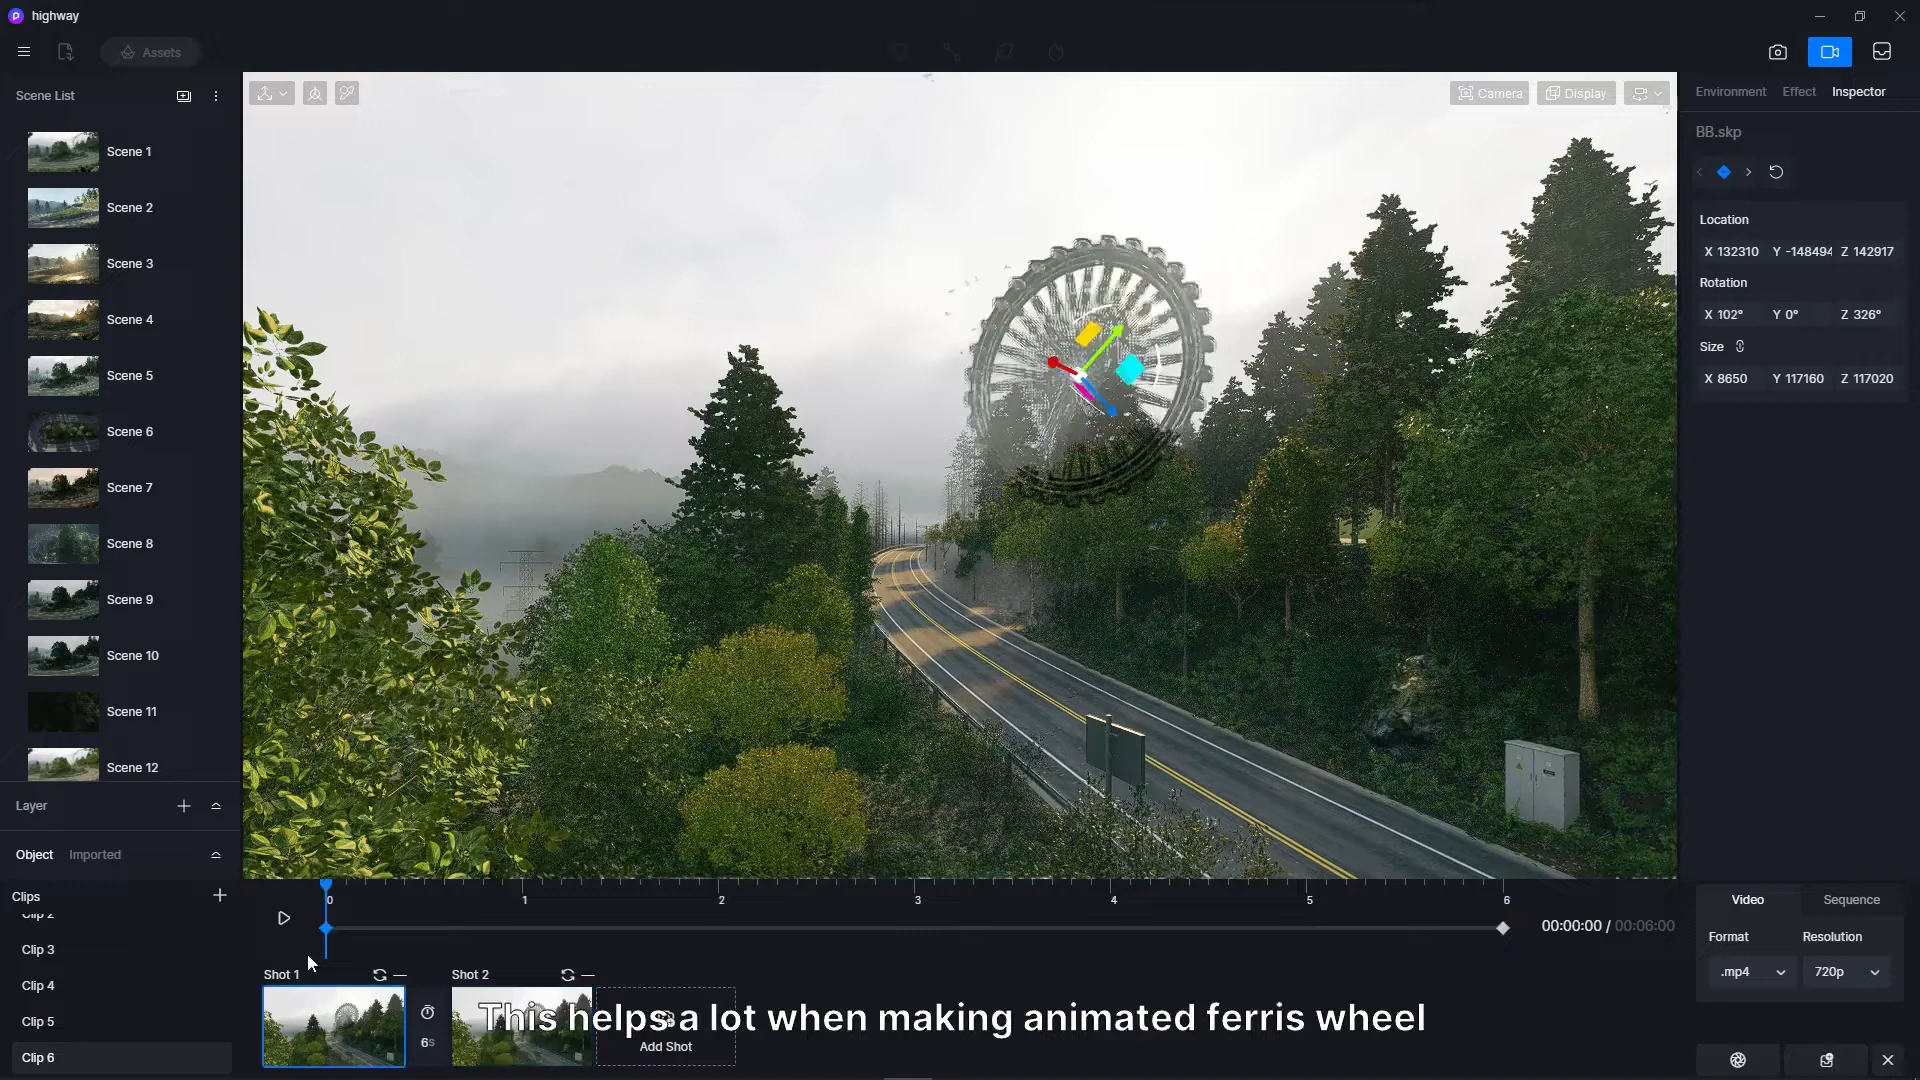 highway
Assets
Scene List
Camera
Display
Environment
Effect
Inspector
BB.skp
Scene 1
Scene 2
Scene 3
Scene 4
Scene 5
Scene 6
Scene 7
Scene 8
Scene 9
Scene 10
Scene 11
Scene 12
Location
X 132310 Y -148494 Z 142917
Rotation
X 102° Y 0° Z 326°
Size
X 8650 Y 117160 Z 117020
Layer
Object Imported
Clips
Clip 2
Clip 3
Clip 4
Clip 5
Clip 6
0 1 2 3 4 5 6
00:00:00 / 00:06:00
Shot 1
6s
Shot 2
Add Shot
This helps a lot when making animated ferris wheel
Video Sequence
Format Resolution
.mp4 720p